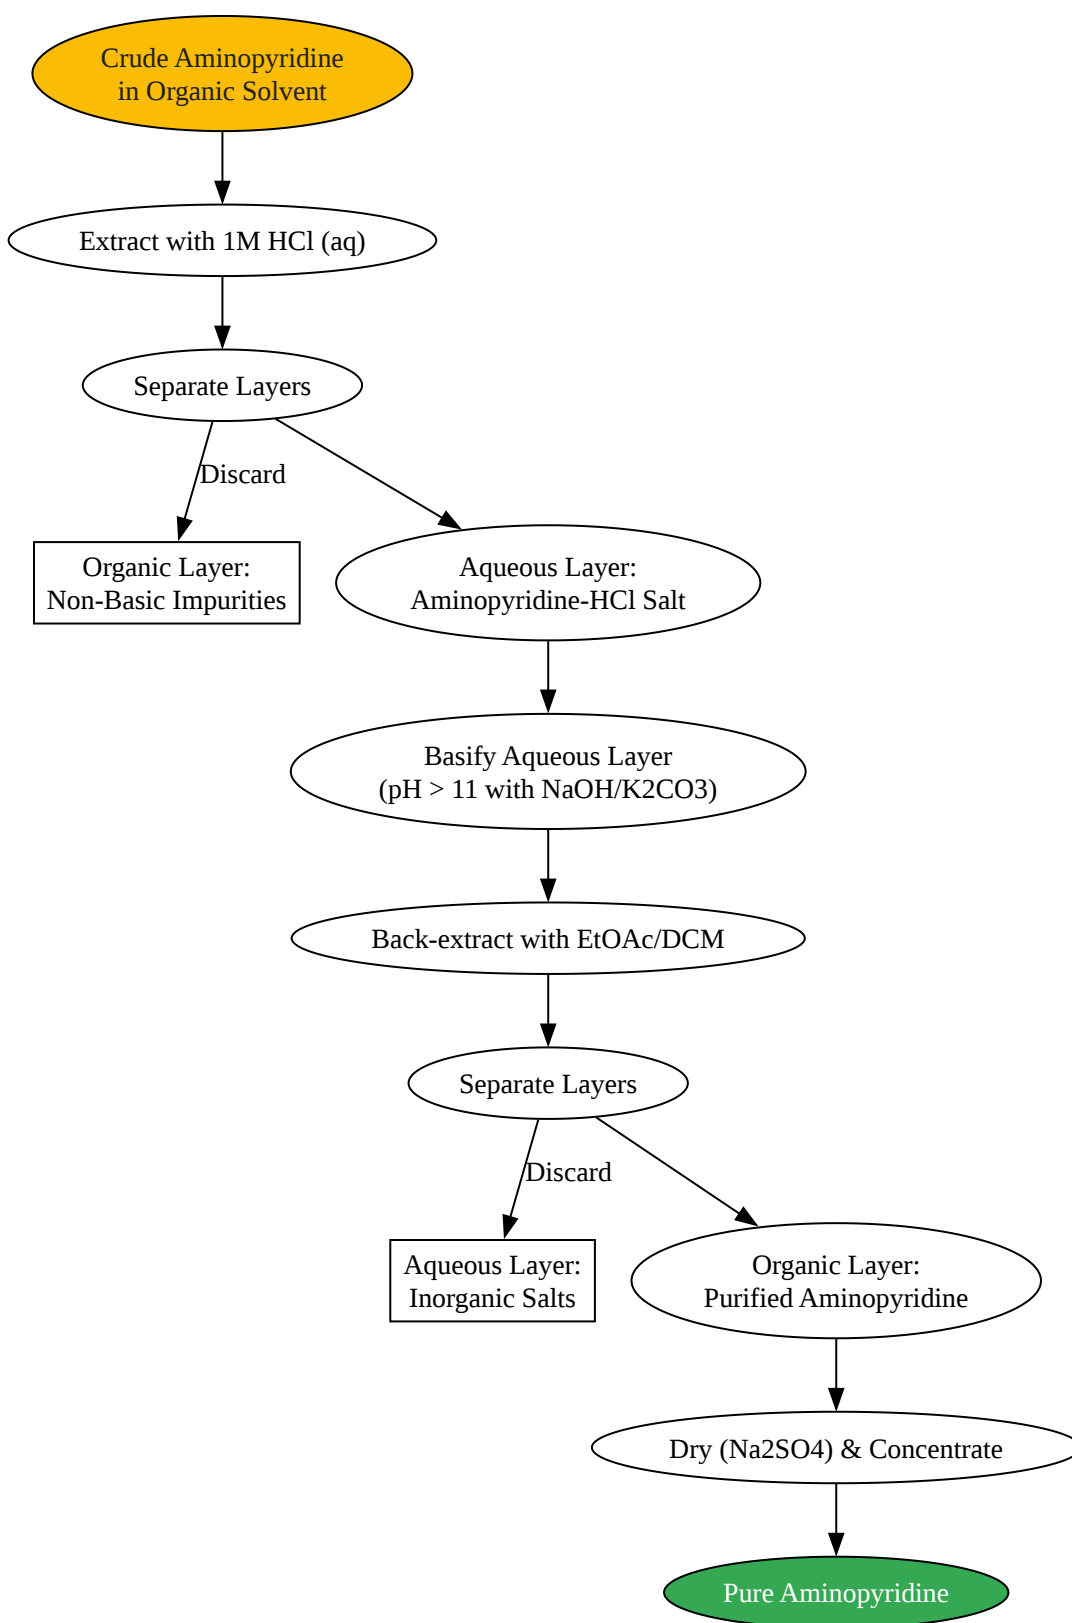 Crude Aminopyridine
in Organic Solvent
Extract with 1M HCl (aq)
Separate Layers
Discard
Organic Layer:
Non-Basic Impurities
Aqueous Layer:
Aminopyridine-HCl Salt
Basify Aqueous Layer
(pH > 11 with NaOH/K2CO3)
Back-extract with EtOAc/DCM
Separate Layers
Discard
Aqueous Layer:
Inorganic Salts
Organic Layer:
Purified Aminopyridine
Dry (Na2SO4) & Concentrate
Pure Aminopyridine